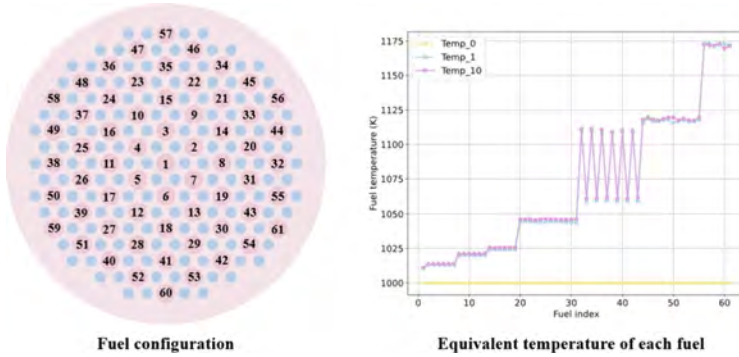 57
47 46
36 35 34
48 23 22 45
58 24 15 21 56
37 10 9 33
49 16 3 14 44
25 4 2 20
38 11 1 8 32
26 5 7 31
50 17 6 19 55
39 12 13 43
59 27 18 30 61
51 28 29 54
40 41 42
52 53
60
Fuel configuration
Temp_0
Temp_1
Temp_10
Fuel temperature (K)
1175
1150
1125
1100
1075
1050
1025
1000
0 10 20 30 40 50 60
Fuel index
Equivalent temperature of each fuel